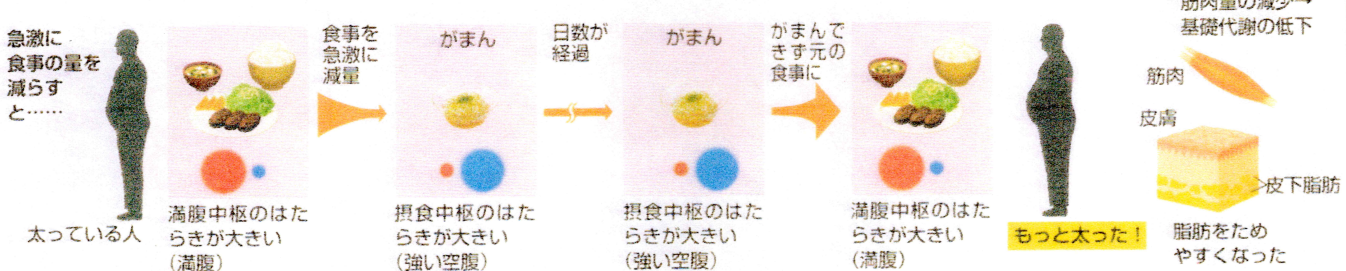 急激に
食事の量を
減らす
と……
太っている人
満腹中枢のはた
らきが大きい
(満腹)
食事を
急激に
減量
がまん
摂食中枢のはた
らきが大きい
(強い空腹)
日数が
経過
がまん
摂食中枢のはた
らきが大きい
(強い空腹)
がまんで
きず元の
食事に
満腹中枢のはた
らきが大きい
(満腹)
もっと太った!
筋肉量の減少→
基礎代謝の低下
筋肉
皮膚
皮下脂肪
脂肪をため
やすくなった